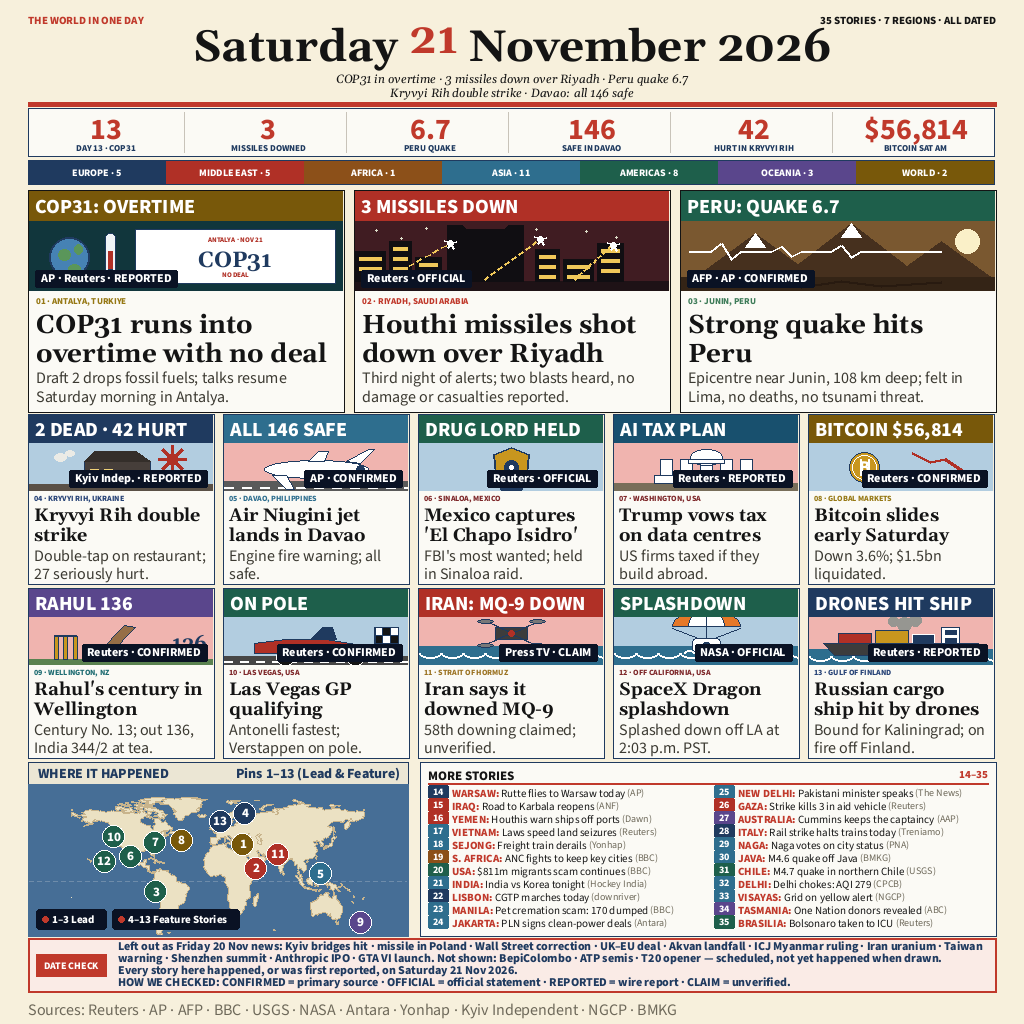 THE WORLD IN ONE DAY
35 STORIES · 7 REGIONS · ALL DATED
Saturday 21 November 2026
COP31 in overtime · 3 missiles down over Riyadh · Peru quake 6.7
Kryvyi Rih double strike · Davao: all 146 safe
13
DAY 13 · COP31
3
MISSILES DOWNED
6.7
PERU QUAKE
146
SAFE IN DAVAO
42
HURT IN KRYVYI RIH
$56,814
BITCOIN SAT AM
EUROPE · 5
MIDDLE EAST · 5
AFRICA · 1
ASIA · 11
AMERICAS · 8
OCEANIA · 3
WORLD · 2
COP31: OVERTIME
ANTALYA · NOV 21
COP31
NO DEAL
AP · Reuters · REPORTED
01 · ANTALYA, TURKIYE
COP31 runs into
overtime with no deal
Draft 2 drops fossil fuels; talks resume
Saturday morning in Antalya.
3 MISSILES DOWN
Reuters · OFFICIAL
02 · RIYADH, SAUDI ARABIA
Houthi missiles shot
down over Riyadh
Third night of alerts; two blasts heard, no
damage or casualties reported.
PERU: QUAKE 6.7
AFP · AP · CONFIRMED
03 · JUNIN, PERU
Strong quake hits
Peru
Epicentre near Junin, 108 km deep; felt in
Lima, no deaths, no tsunami threat.
2 DEAD · 42 HURT
Kyiv Indep. · REPORTED
04 · KRYVYI RIH, UKRAINE
Kryvyi Rih double
strike
Double-tap on restaurant;
27 seriously hurt.
ALL 146 SAFE
AP · CONFIRMED
05 · DAVAO, PHILIPPINES
Air Niugini jet
lands in Davao
Engine fire warning; all
safe.
DRUG LORD HELD
Reuters · OFFICIAL
06 · SINALOA, MEXICO
Mexico captures
'El Chapo Isidro'
FBI's most wanted; held
in Sinaloa raid.
AI TAX PLAN
Reuters · REPORTED
07 · WASHINGTON, USA
Trump vows tax
on data centres
US firms taxed if they
build abroad.
BITCOIN $56,814
Reuters · CONFIRMED
08 · GLOBAL MARKETS
Bitcoin slides
early Saturday
Down 3.6%; $1.5bn
liquidated.
RAHUL 136
136
Reuters · CONFIRMED
09 · WELLINGTON, NZ
Rahul's century in
Wellington
Century No. 13; out 136,
India 344/2 at tea.
ON POLE
Reuters · CONFIRMED
10 · LAS VEGAS, USA
Las Vegas GP
qualifying
Antonelli fastest;
Verstappen on pole.
IRAN: MQ-9 DOWN
Press TV · CLAIM
11 · STRAIT OF HORMUZ
Iran says it
downed MQ-9
58th downing claimed;
unverified.
SPLASHDOWN
NASA · OFFICIAL
12 · OFF CALIFORNIA, USA
SpaceX Dragon
splashdown
Splashed down off LA at
2:03 p.m. PST.
DRONES HIT SHIP
Reuters · REPORTED
13 · GULF OF FINLAND
Russian cargo
ship hit by drones
Bound for Kaliningrad; on
fire off Finland.
WHERE IT HAPPENED
Pins 1–13 (Lead & Feature)
13
4
10
7
8
1
12
6
11
2
5
3
9
1–3 Lead
4–13 Feature Stories
MORE STORIES
14–35
14 WARSAW: Rutte flies to Warsaw today (AP)
15 IRAQ: Road to Karbala reopens (ANF)
16 YEMEN: Houthis warn ships off ports (Dawn)
17 VIETNAM: Laws speed land seizures (Reuters)
18 SEJONG: Freight train derails (Yonhap)
19 S. AFRICA: ANC fights to keep key cities (BBC)
20 USA: $811m migrants scam continues (BBC)
21 INDIA: India vs Korea tonight (Hockey India)
22 LISBON: CGTP marches today (downriver)
23 MANILA: Pet cremation scam: 170 dumped (BBC)
24 JAKARTA: PLN signs clean-power deals (Antara)
25 NEW DELHI: Pakistani minister speaks (The News)
26 GAZA: Strike kills 3 in aid vehicle (Reuters)
27 AUSTRALIA: Cummins keeps the captaincy (AAP)
28 ITALY: Rail strike halts trains today (Treniamo)
29 NAGA: Naga votes on city status (PNA)
30 JAVA: M4.6 quake off Java (BMKG)
31 CHILE: M4.7 quake in northern Chile (USGS)
32 DELHI: Delhi chokes: AQI 279 (CPCB)
33 VISAYAS: Grid on yellow alert (NGCP)
34 TASMANIA: One Nation donors revealed (ABC)
35 BRASILIA: Bolsonaro taken to ICU (Reuters)
DATE CHECK
Left out as Friday 20 Nov news: Kyiv bridges hit · missile in Poland · Wall Street correction · UK–EU deal · Akvan landfall · ICJ Myanmar ruling · Iran uranium · Taiwan
warning · Shenzhen summit · Anthropic IPO · GTA VI launch. Not shown: BepiColombo · ATP semis · T20 opener — scheduled, not yet happened when drawn.
Every story here happened, or was first reported, on Saturday 21 Nov 2026.
HOW WE CHECKED: CONFIRMED = primary source · OFFICIAL = official statement · REPORTED = wire report · CLAIM = unverified.
Sources: Reuters · AP · AFP · BBC · USGS · NASA · Antara · Yonhap · Kyiv Independent · NGCP · BMKG